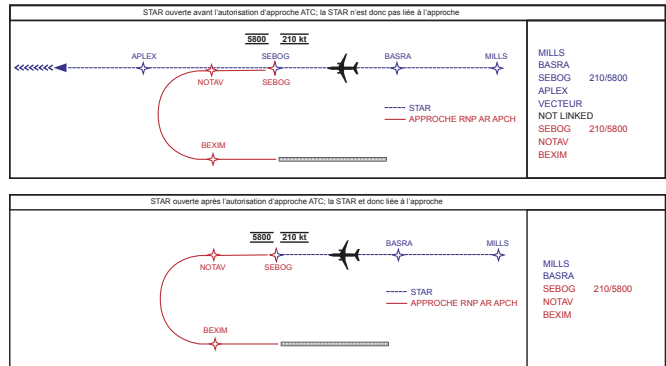 STAR ouverte avant l'autorisation d'approche ATC; la STAR n'est donc pas liée à l'approche
5800 210 kt
APLEX SEBOG BASRA MILLS
NOTAV SEBOG
STAR
APPROCHE RNP AR APCH
BEXIM
MILLS
BASRA
SEBOG 210/5800
APLEX
VECTEUR
NOT LINKED
SEBOG 210/5800
NOTAV
BEXIM
STAR ouverte après l'autorisation d'approche ATC; la STAR et donc liée à l'approche
5800 210 kt
BASRA MILLS
NOTAV SEBOG
STAR
APPROCHE RNP AR APCH
BEXIM
MILLS
BASRA
SEBOG 210/5800
NOTAV
BEXIM